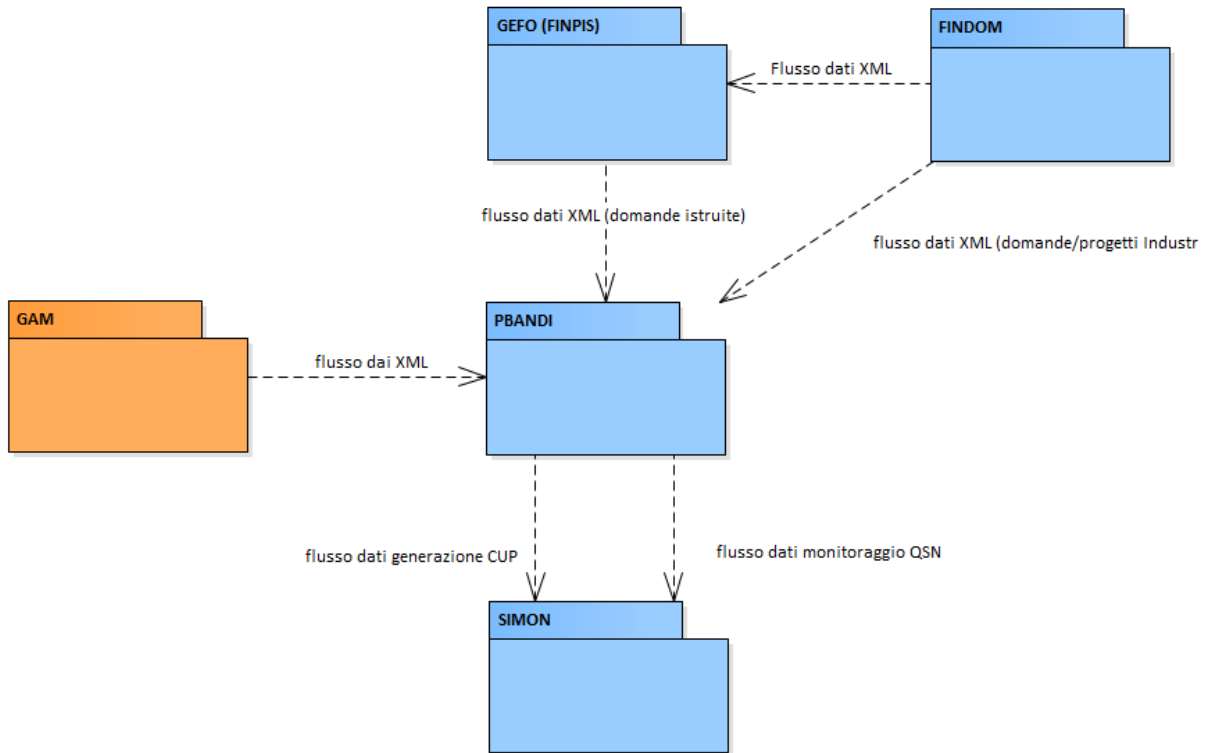 GEFO (FINPIS)
FINDOM
Flusso dati XML
flusso dati XML (domande istruite)
flusso dati XML (domande/progetti Industr
GAM
PBANDI
flusso dai XML
flusso dati generazione CUP
flusso dati monitoraggio QSN
SIMON